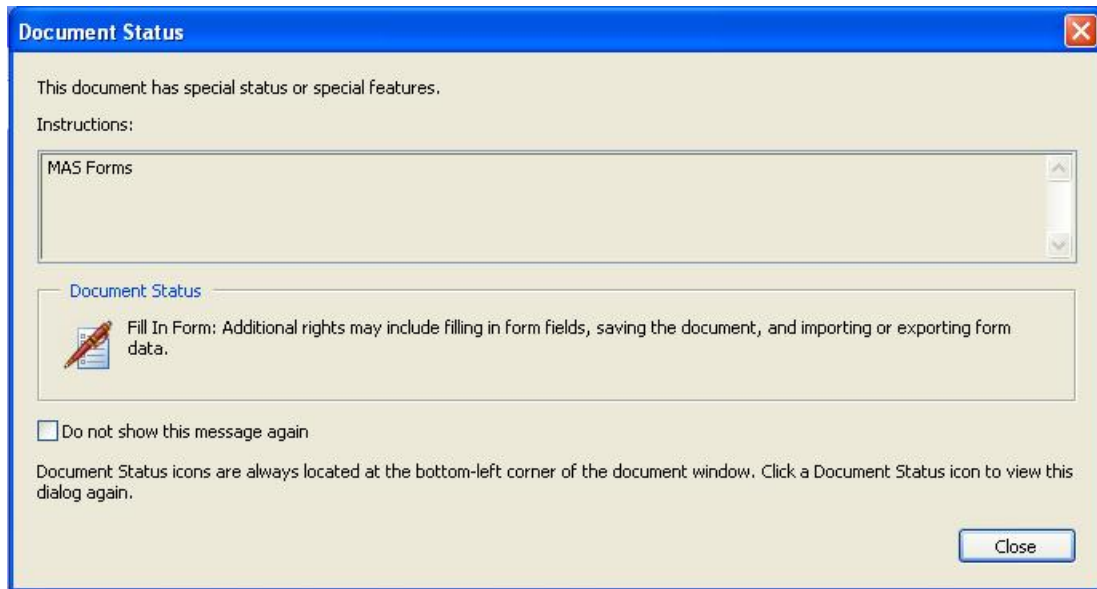 Document Status
This document has special status or special features.
Instructions:
MAS Forms
Document Status
Fill In Form: Additional rights may include filling in form fields, saving the document, and importing or exporting form
data.
Do not show this message again
Document Status icons are always located at the bottom-left corner of the document window. Click a Document Status icon to view this
dialog again.
Close